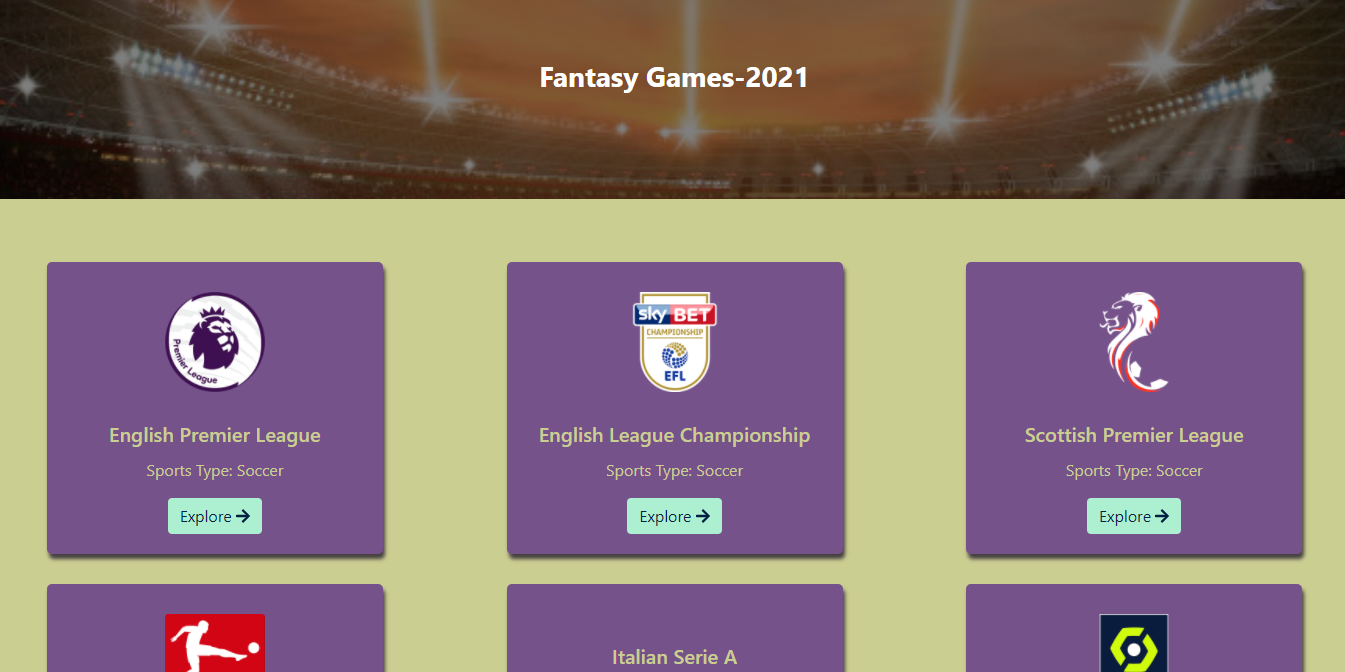 Fantasy Games-2021
Premier League
English Premier League
Sports Type: Soccer
Explore
sky BET
CHAMPIONSHIP
EFL
English League Championship
Sports Type: Soccer
Explore
Scottish Premier League
Sports Type: Soccer
Explore
Italian Serie A